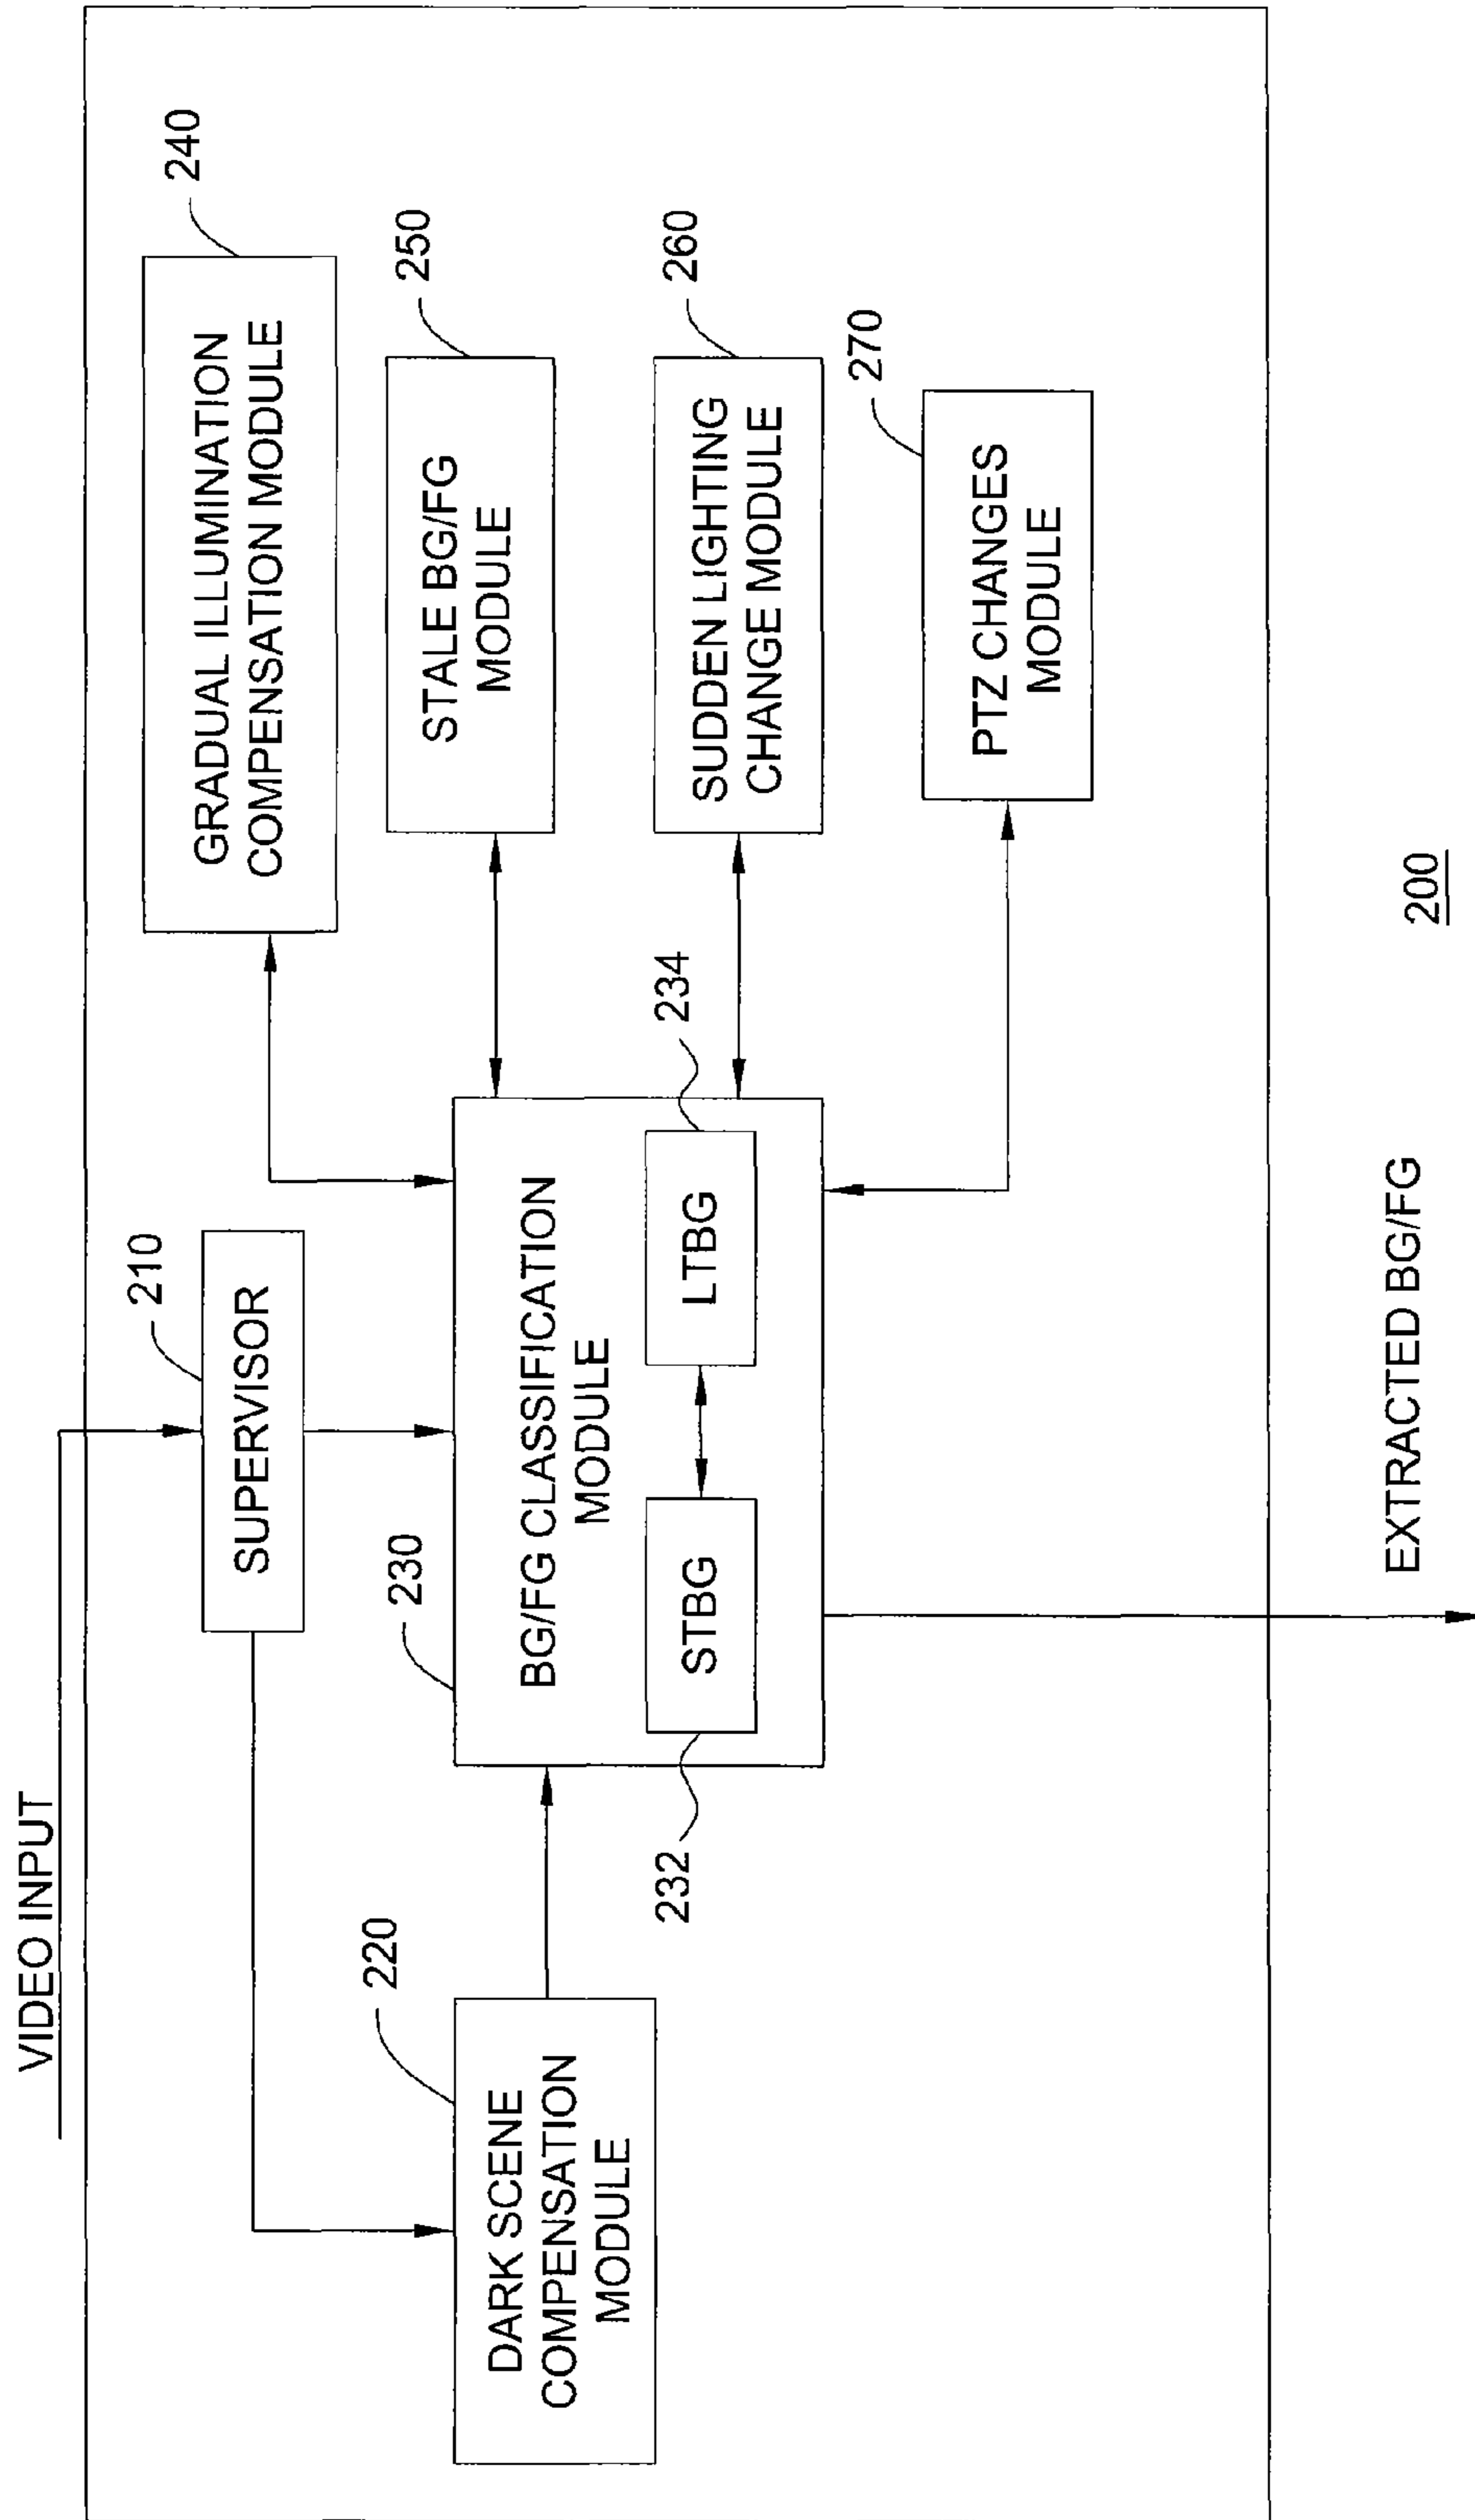 VIDEO INPUT
210
SUPERVISOR
240
GRADUAL ILLUMINATION
COMPENSATION MODULE
220
DARK SCENE
COMPENSATION
MODULE
230
BG/FG CLASSIFICATION
MODULE
232
STBG
LTBG
234
250
STALE BG/FG
MODULE
260
SUDDEN LIGHTING
CHANGE MODULE
270
PTZ CHANGES
MODULE
EXTRACTED BG/FG
200